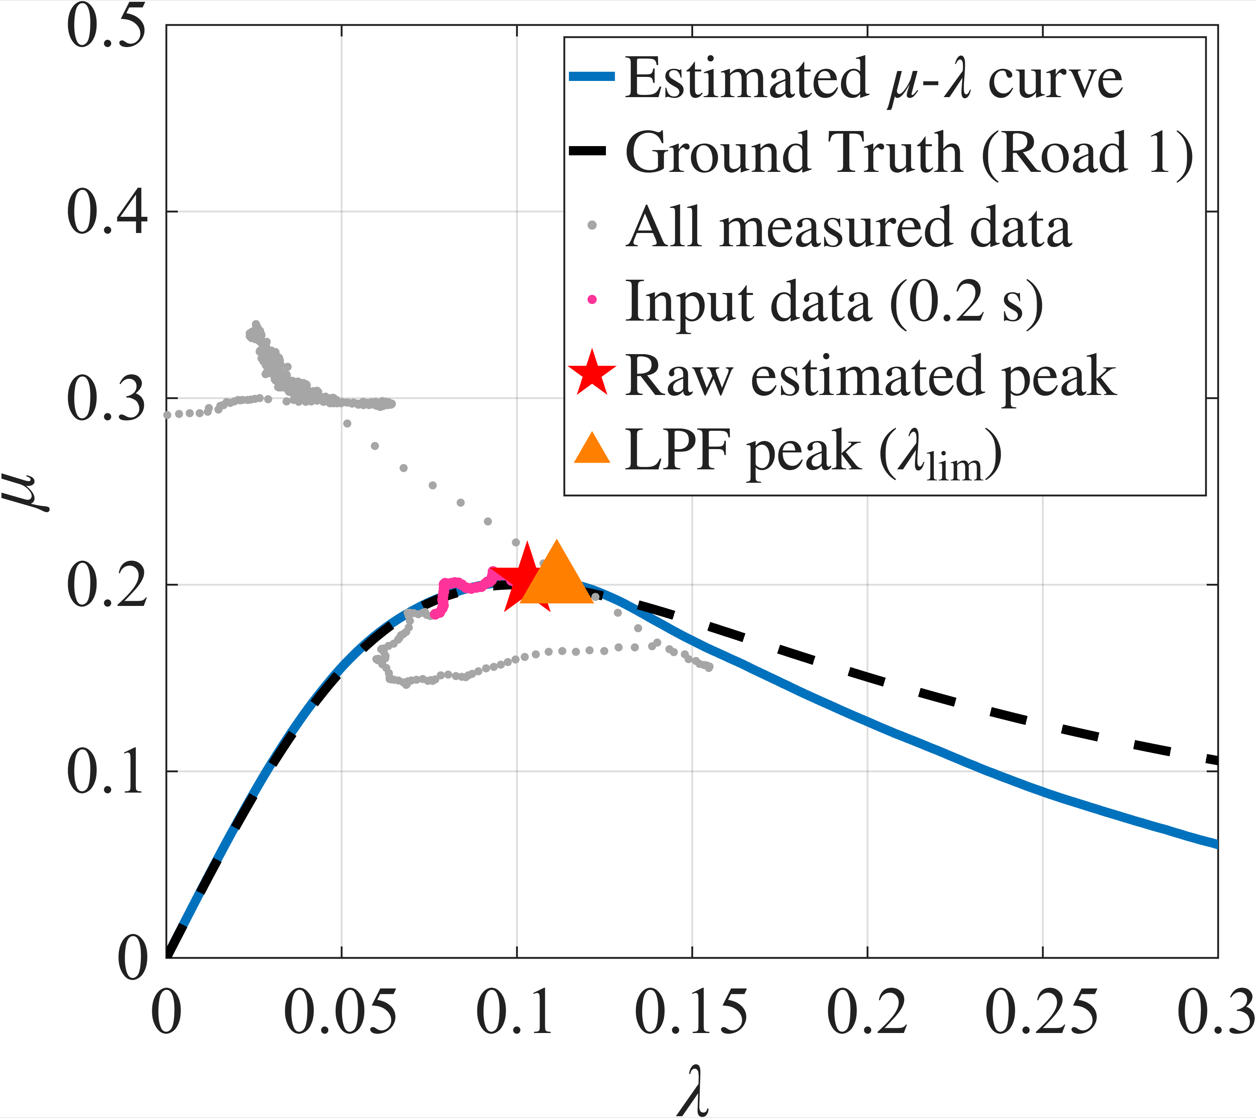 0.5
0.4
0.3
0.2
0.1
0
μ
Estimated μ-λ curve
Ground Truth (Road 1)
All measured data
Input data (0.2 s)
Raw estimated peak
LPF peak (λlim)
0 0.05 0.1 0.15 0.2 0.25 0.3
λ